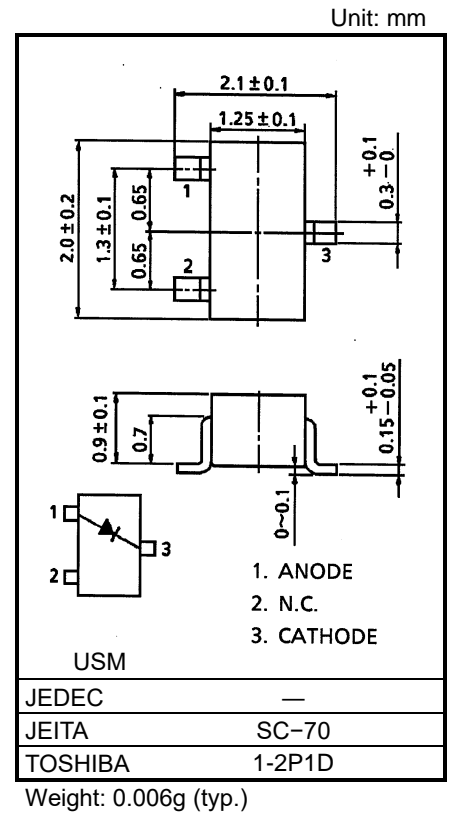 Unit: mm
2.1±0.1
1.25±0.1
+0.1
0.3−0
2.0±0.2
1.3±0.1
0.65
0.65
1
2
3
0.9±0.1
0.7
+0.1
0.15−0.05
0~0.1
1
2
3
1. ANODE
2. N.C.
3. CATHODE
USM
JEDEC —
JEITA SC−70
TOSHIBA 1-2P1D
Weight: 0.006g (typ.)